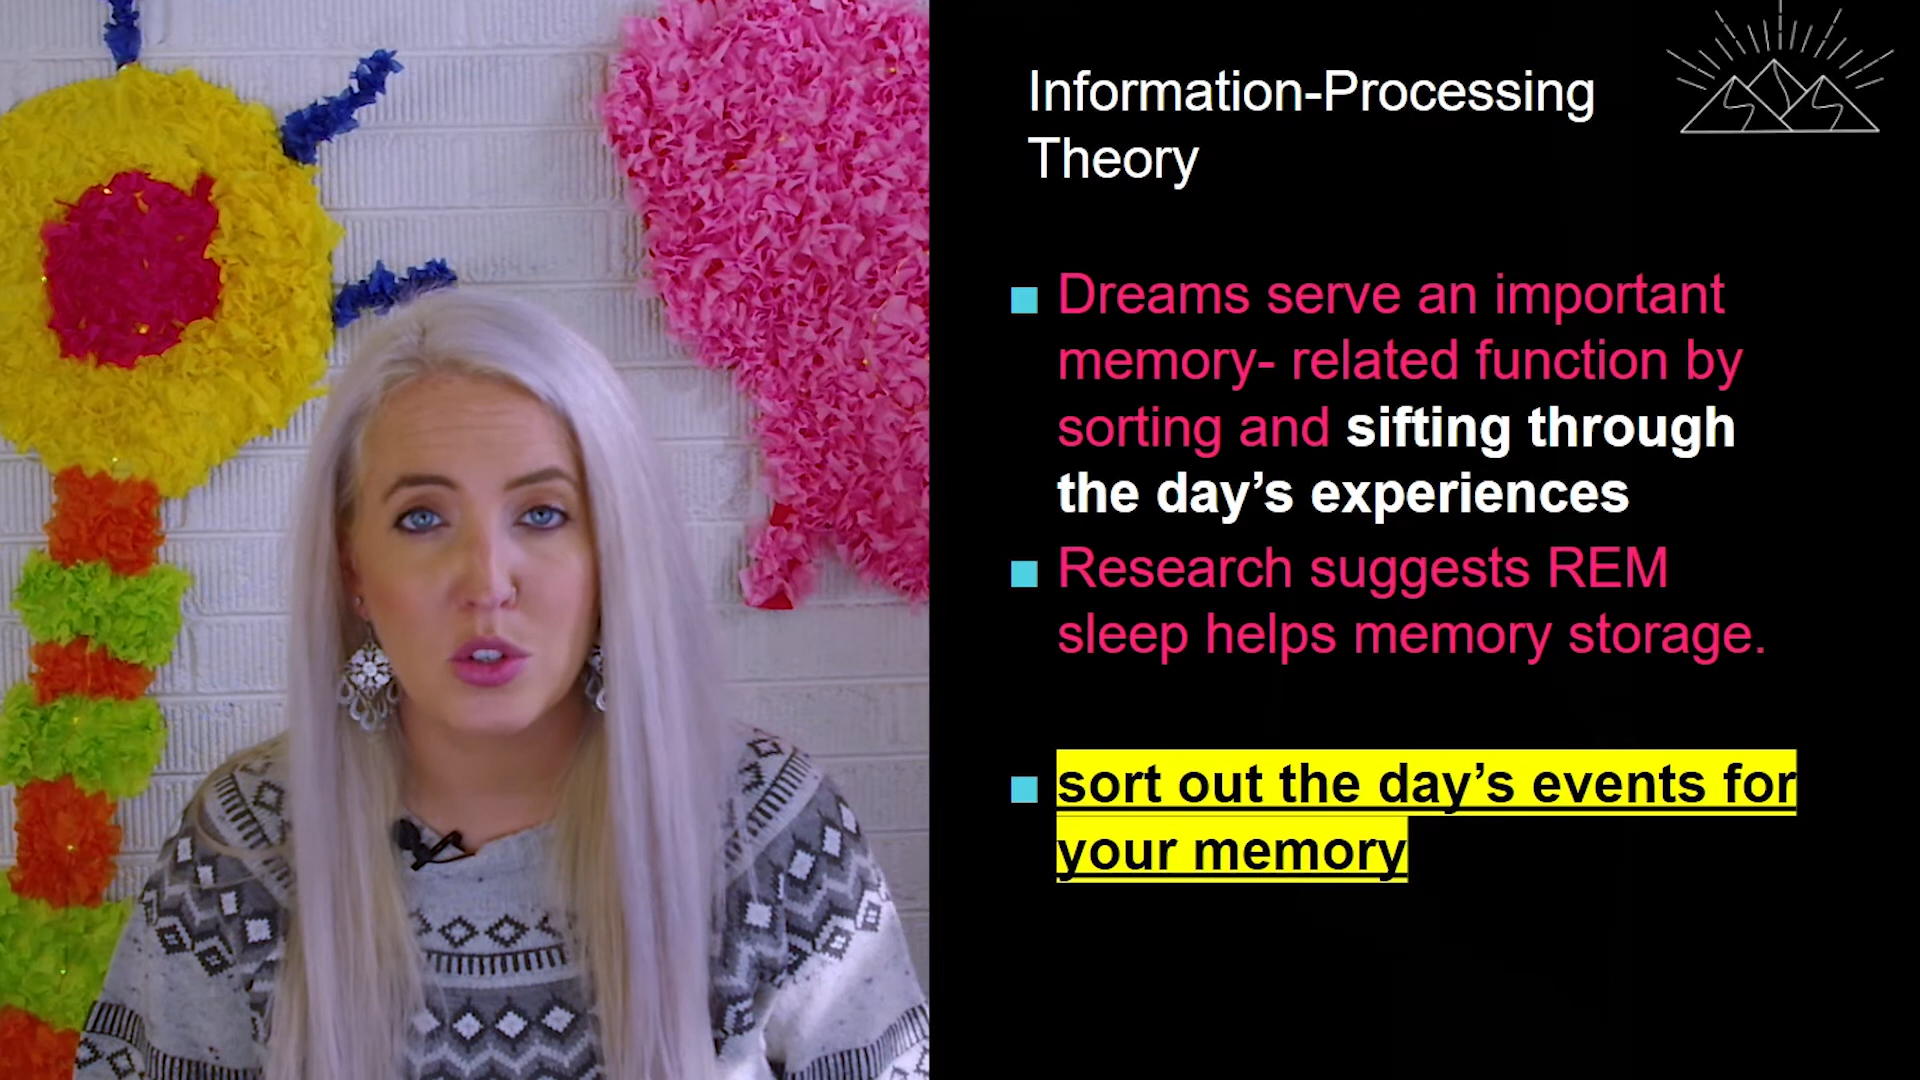 Information-Processing
Theory
Dreams serve an important
memory- related function by
sorting and sifting through
the day’s experiences
Research suggests REM
sleep helps memory storage.
sort out the day’s events for
your memory